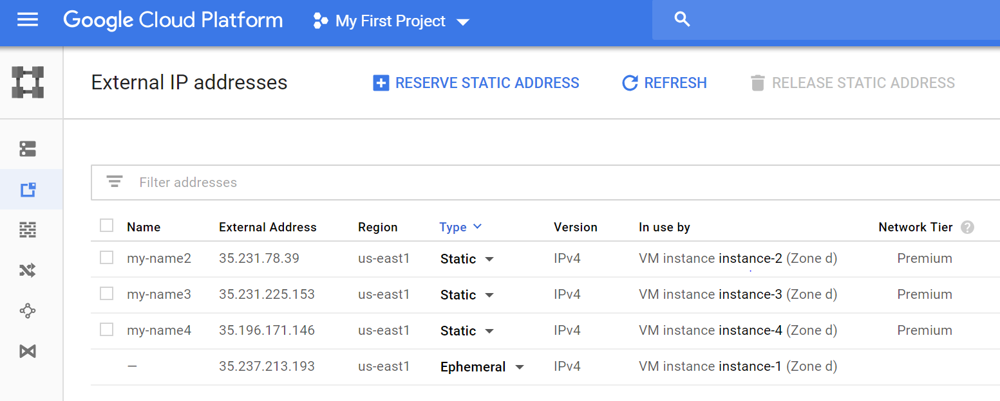 Google Cloud Platform My First Project
External IP addresses RESERVE STATIC ADDRESS REFRESH RELEASE STATIC ADDRESS
Filter addresses
Name External Address Region Type Version In use by Network Tier ?
my-name2 35.231.78.39 us-east1 Static IPv4 VM instance instance-2 (Zone d) Premium
my-name3 35.231.225.153 us-east1 Static IPv4 VM instance instance-3 (Zone d) Premium
my-name4 35.196.171.146 us-east1 Static IPv4 VM instance instance-4 (Zone d) Premium
— 35.237.213.193 us-east1 Ephemeral IPv4 VM instance instance-1 (Zone d)